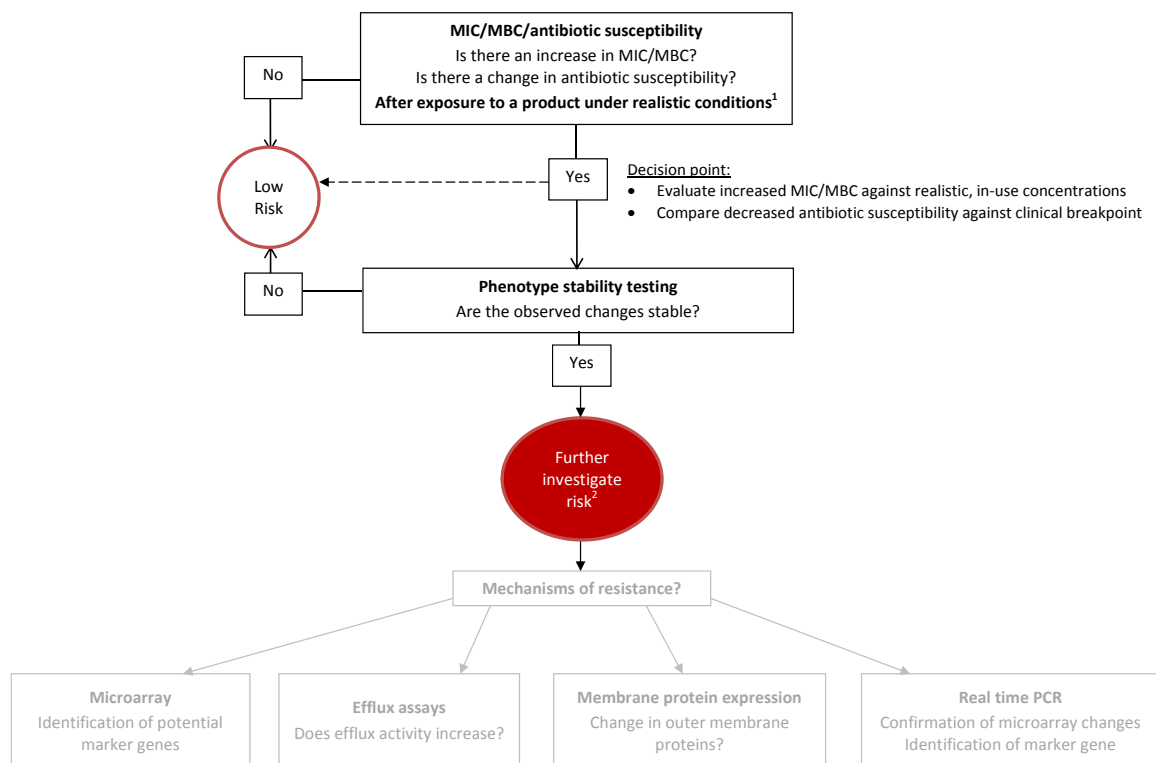 MIC/MBC/antibiotic susceptibility
Is there an increase in MIC/MBC?
Is there a change in antibiotic susceptibility?
After exposure to a product under realistic conditions¹
No
Low
Risk
Yes
Decision point:
• Evaluate increased MIC/MBC against realistic, in-use concentrations
• Compare decreased antibiotic susceptibility against clinical breakpoint
No
Phenotype stability testing
Are the observed changes stable?
Yes
Further
investigate
risk²
Mechanisms of resistance?
Microarray
Identification of potential
marker genes
Efflux assays
Does efflux activity increase?
Membrane protein expression
Change in outer membrane
proteins?
Real time PCR
Confirmation of microarray changes
Identification of marker gene